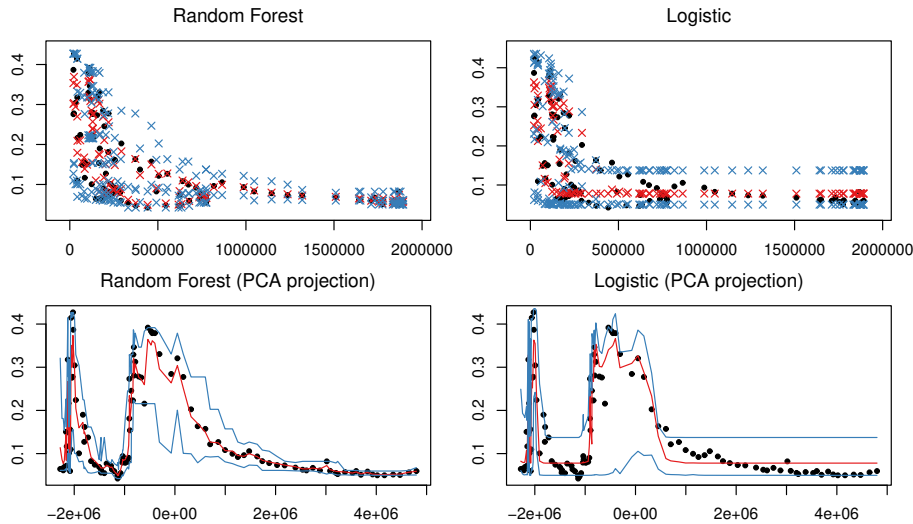 Random Forest
Logistic
0.1 0.2 0.3 0.4
0.1 0.2 0.3 0.4
0 500000 1000000 1500000 2000000
0 500000 1000000 1500000 2000000
Random Forest (PCA projection)
Logistic (PCA projection)
0.1 0.2 0.3 0.4
0.1 0.2 0.3 0.4
−2e+06 0e+00 2e+06 4e+06
−2e+06 0e+00 2e+06 4e+06